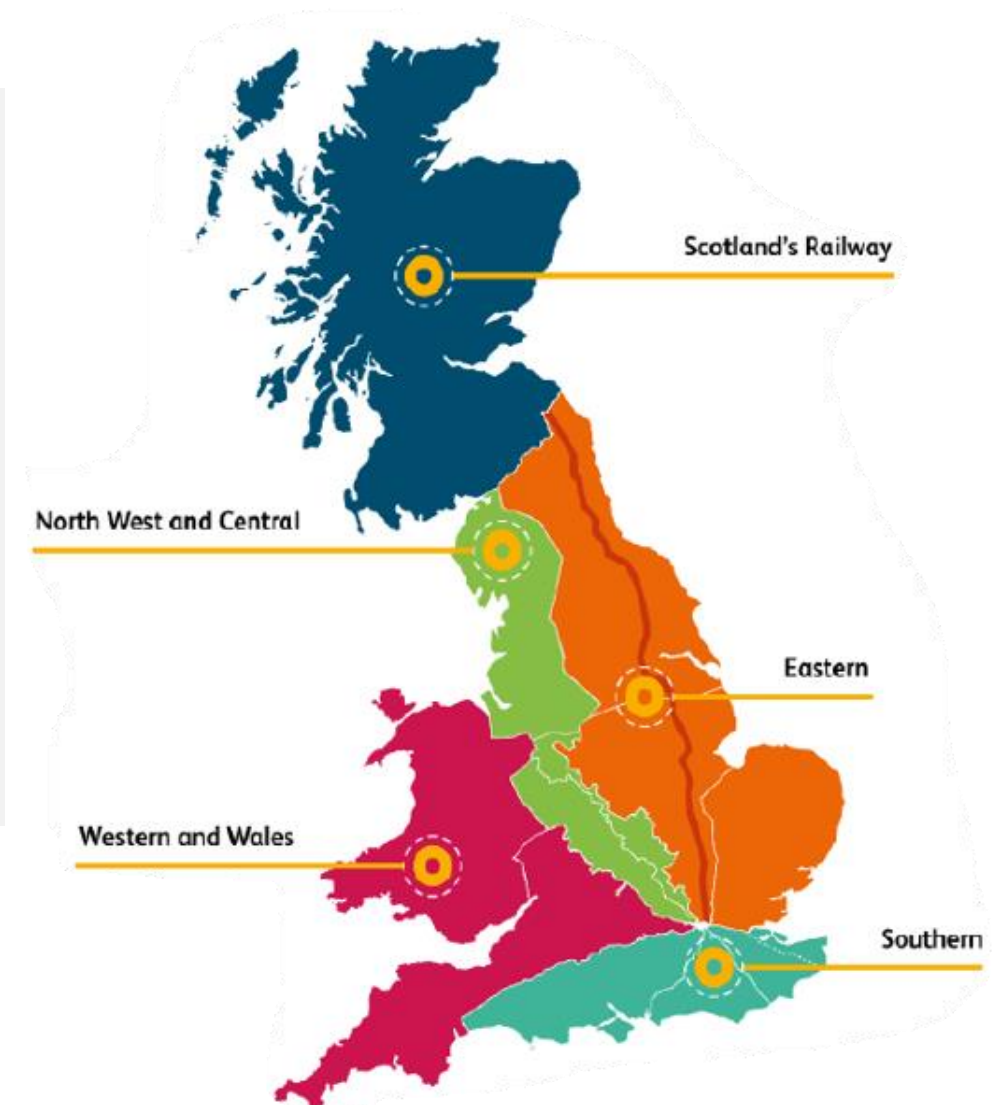 Scotland's Railway
North West and Central
Eastern
Western and Wales
Southern